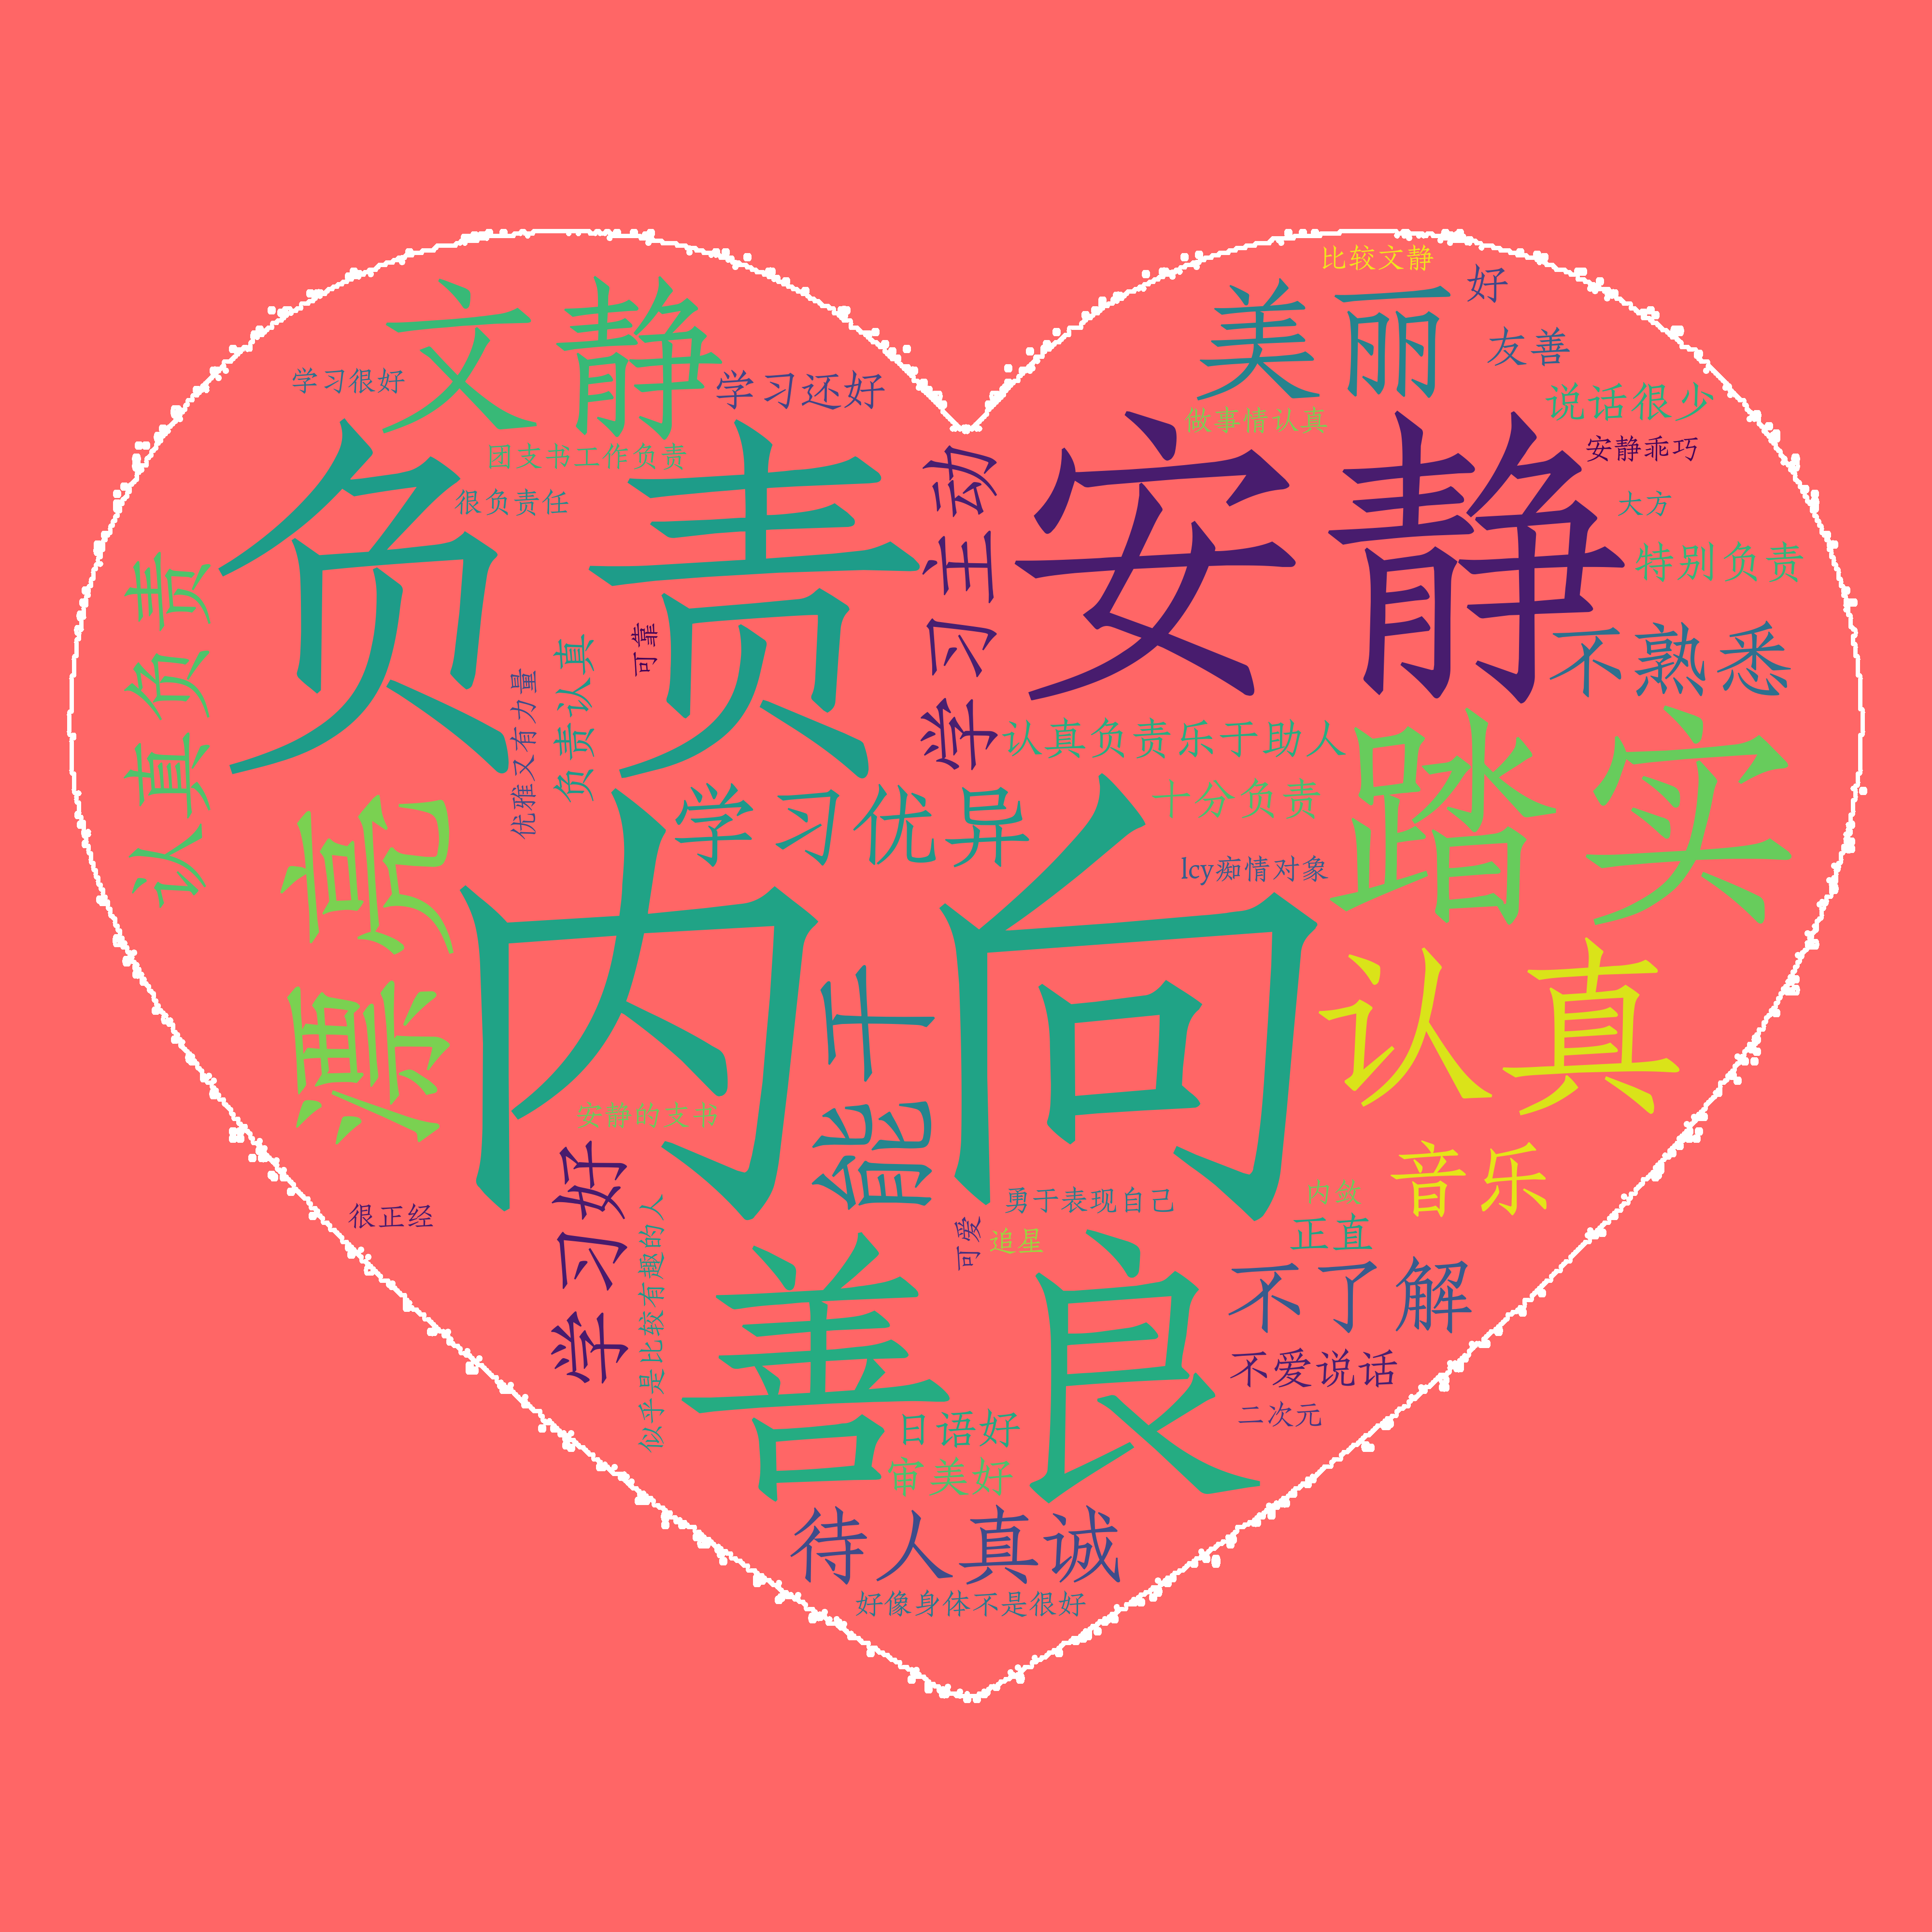 比较文静
好
美丽
文静
友善
学习很好
学习还好
说话很少
做事情认真
安静乖巧
团支书工作负责
负责
安静
很负责任
大方
学习主动
特别负责
认真负责
可靠
负责认真
不熟悉
优雅又有力量
认真负责乐于助人
踏实
学习优异
十分负责
漂亮
lcy痴情对象
内向
认真
能干
安静的支书
音乐
学习好
很正经
勇于表现自己
内敛
可爱
追星
正直
似乎是比较有趣的人
善良
不了解
不爱说话
二次元
日语好
审美好
待人真诚
好像身体不是很好